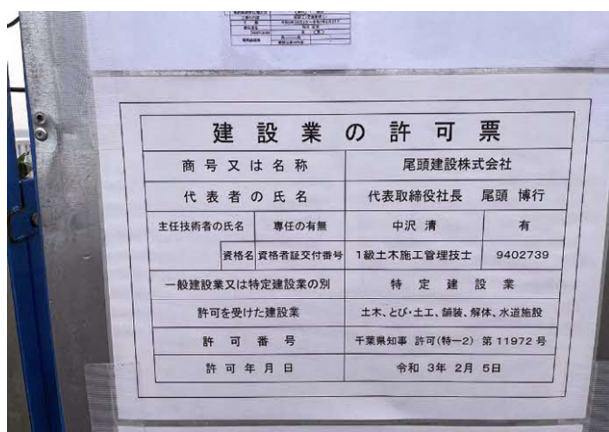 建設業の許可票
商号又は名称 尾頭建設株式会社
代表者の氏名 代表取締役社長 尾頭 博行
主任技術者の氏名 専任の有無 中沢 清 有
資格名 資格者証交付番号 1級土木施工管理技士 9402739
一般建設業又は特定建設業の別 特定建設業
許可を受けた建設業 土木、とび・土工、舗装、解体、水道施設
許可番号 千葉県知事 許可(特ー2) 第 11972 号
許可年月日 令和 3年 2月 5日